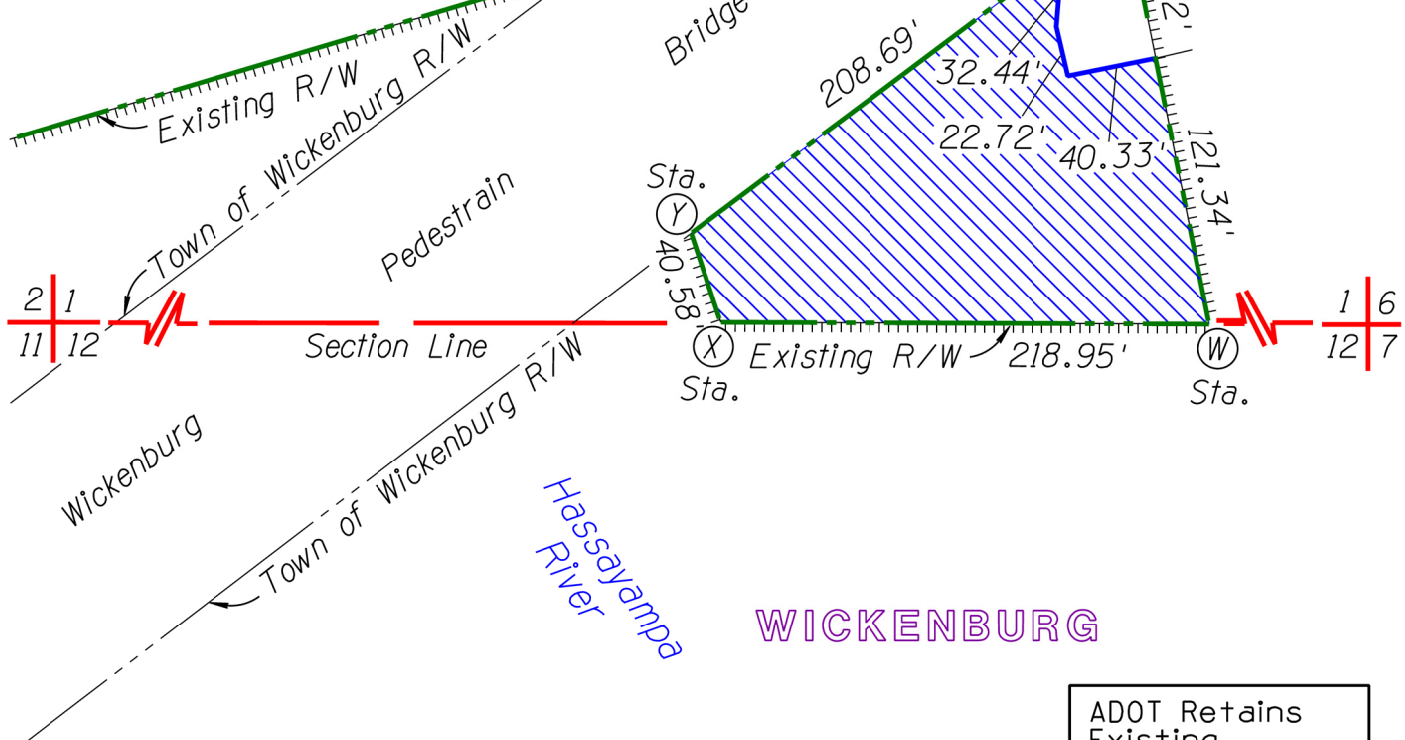 Bridge
2'
208.69'
32.44'
Existing R/W
Town of Wickenburg R/W
22.72'
40.33'
121.34'
Sta.
Y
Pedestrain
40.58'
2 1
11 12
Section Line
X
Sta.
Existing R/W
218.95'
W
Sta.
1 6
12 7
Wickenburg
Town of Wickenburg R/W
Hassayampa
River
WICKENBURG
ADOT Retains
Existing